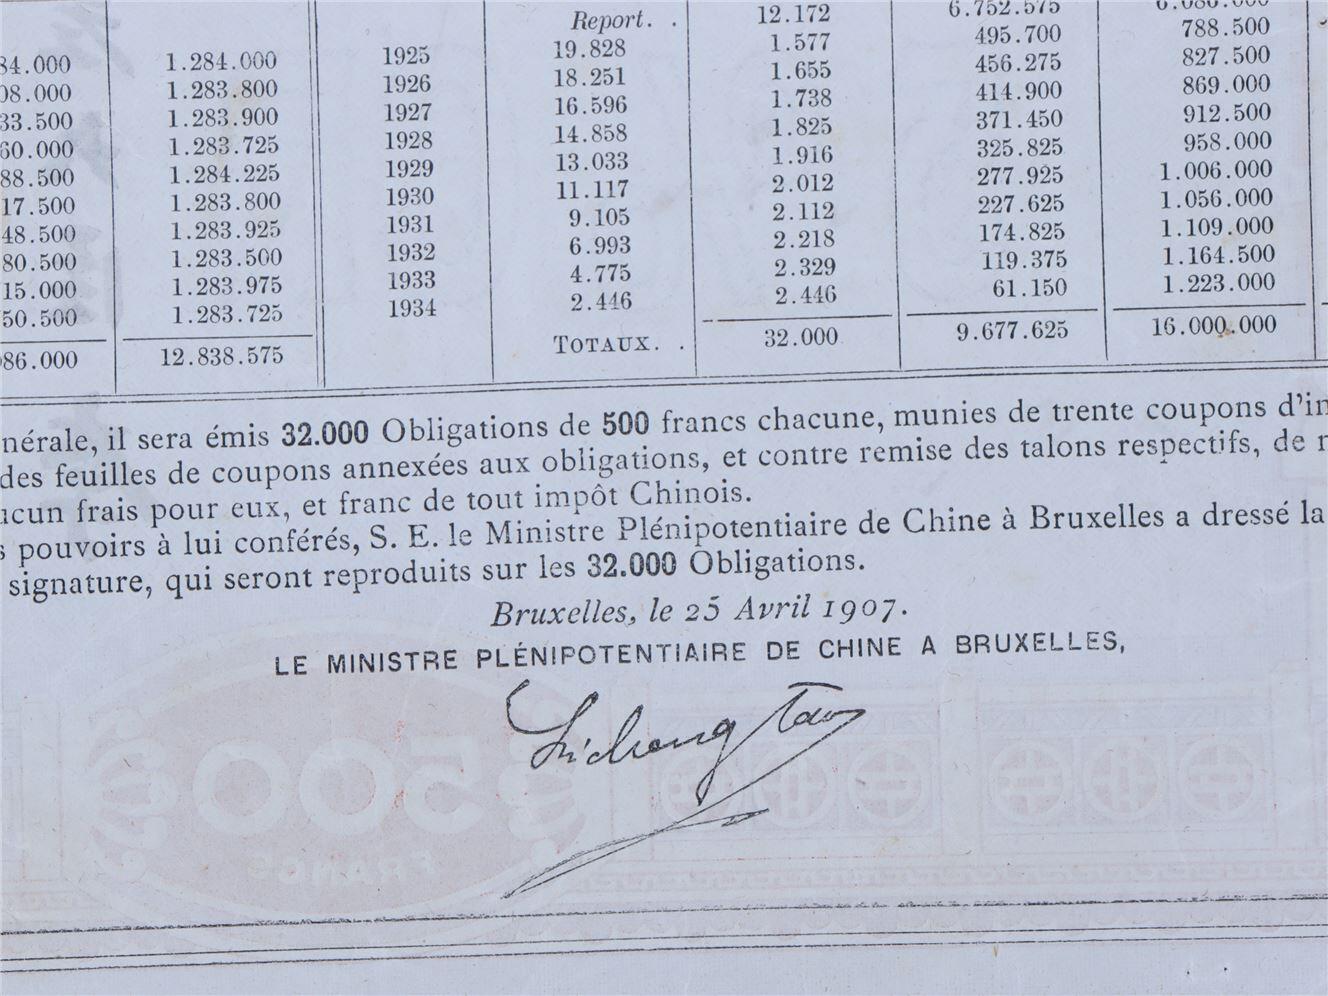 Report. . 12.172 6.752.575 6.080.000
84.000 1.284.000 1925 19.828 1.577 495.700 788.500
08.000 1.283.800 1926 18.251 1.655 456.275 827.500
33.500 1.283.900 1927 16.596 1.738 414.900 869.000
60.000 1.283.725 1928 14.858 1.825 371.450 912.500
88.500 1.284.225 1929 13.033 1.916 325.825 958.000
17.500 1.283.800 1930 11.117 2.012 277.925 1.006.000
48.500 1.283.925 1931 9.105 2.112 227.625 1.056.000
80.500 1.283.500 1932 6.993 2.218 174.825 1.109.000
15.000 1.283.975 1933 4.775 2.329 119.375 1.164.500
50.500 1.283.725 1934 2.446 2.446 61.150 1.223.000
86.000 12.838.575 TOTAUX. . 32.000 9.677.625 16.000.000
nérale, il sera émis 32.000 Obligations de 500 francs chacune, munies de trente coupons d'in
des feuilles de coupons annexées aux obligations, et contre remise des talons respectifs, de
ucun frais pour eux, et franc de tout impôt Chinois.
s pouvoirs à lui conférés, S. E. le Ministre Plénipotentiaire de Chine à Bruxelles a dressé la
signature, qui seront reproduits sur les 32.000 Obligations.
Bruxelles, le 25 Avril 1907.
LE MINISTRE PLÉNIPOTENTIAIRE DE CHINE A BRUXELLES,
500
FRANCS